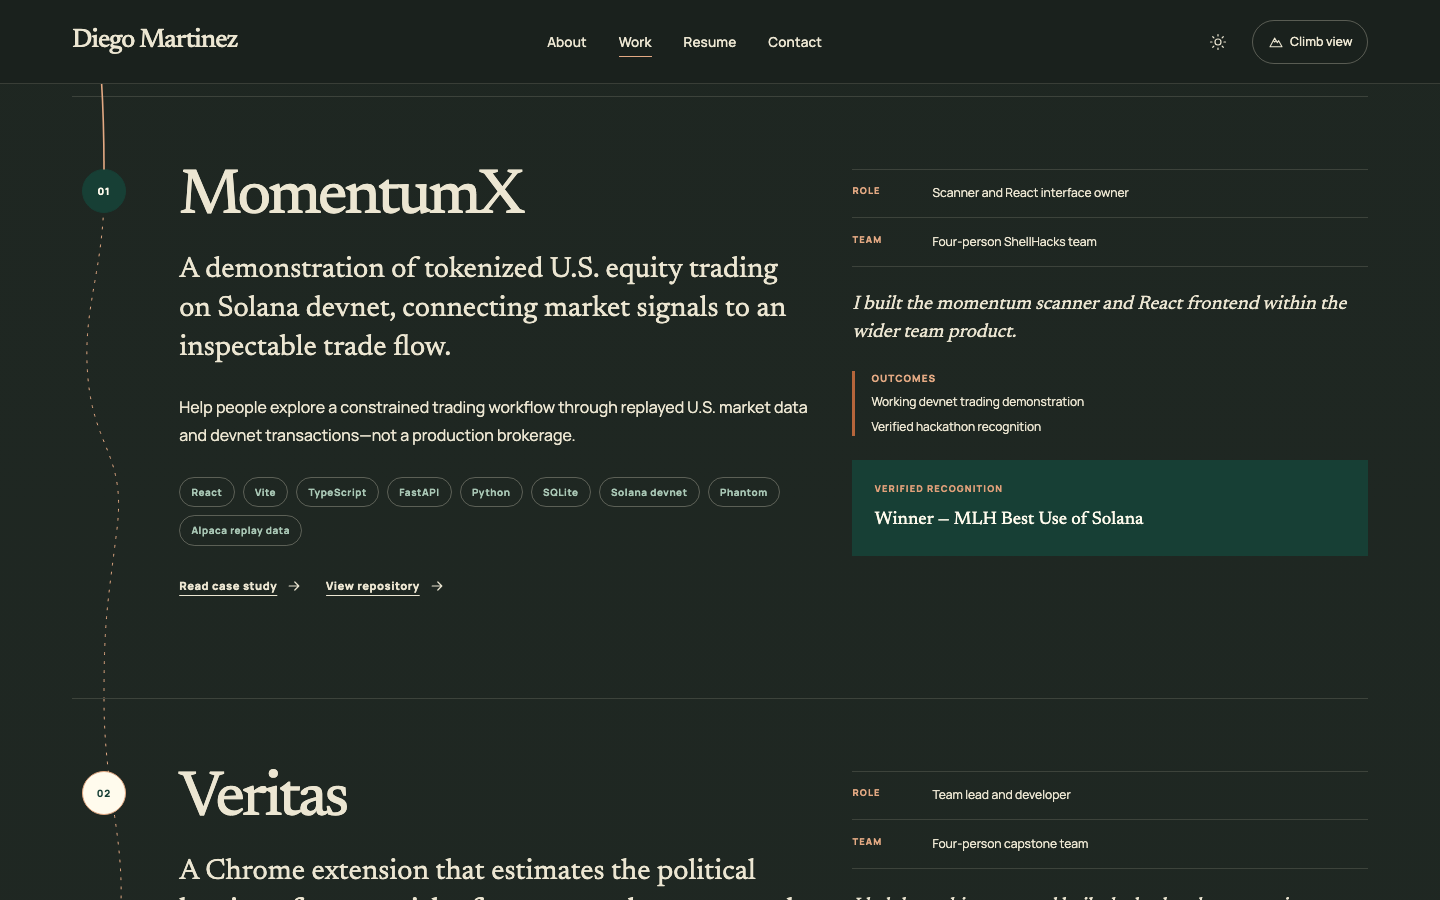 Diego Martinez
About
Work
Resume
Contact
Climb view
01
MomentumX
A demonstration of tokenized U.S. equity trading
on Solana devnet, connecting market signals to an
inspectable trade flow.
Help people explore a constrained trading workflow through replayed U.S. market data
and devnet transactions—not a production brokerage.
React
Vite
TypeScript
FastAPI
Python
SQLite
Solana devnet
Phantom
Alpaca replay data
Read case study →
View repository →
ROLE
Scanner and React interface owner
TEAM
Four-person ShellHacks team
I built the momentum scanner and React frontend within the
wider team product.
OUTCOMES
Working devnet trading demonstration
Verified hackathon recognition
VERIFIED RECOGNITION
Winner – MLH Best Use of Solana
02
Veritas
A Chrome extension that estimates the political
ROLE
Team lead and developer
TEAM
Four-person capstone team